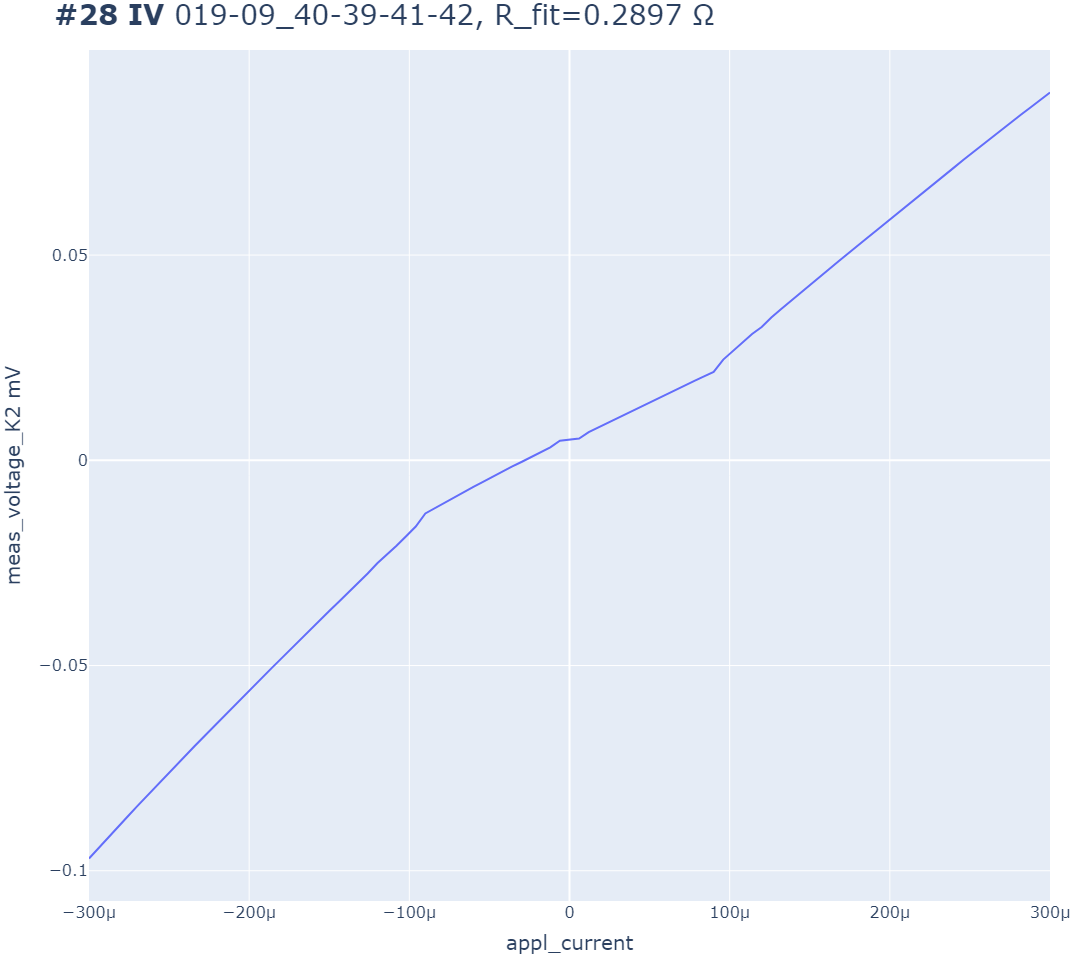 #28 IV 019-09_40-39-41-42, R_fit=0.2897 Ω
meas_voltage_K2 mV
0.05
0
−0.05
−0.1
−300μ
−200μ
−100μ
0
100μ
200μ
300μ
appl_current